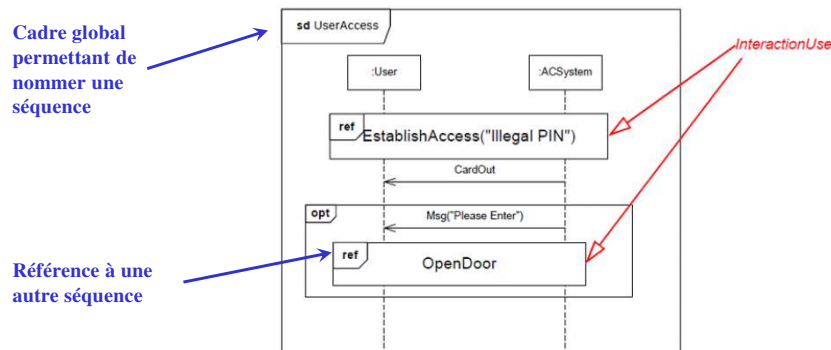 sd UserAccess
Cadre global
permettant de
nommer une
séquence
InteractionUse
:User
:ACSystem
ref
EstablishAccess("Illegal PIN")
CardOut
opt
Msg("Please Enter")
ref
OpenDoor
Référence à une
autre séquence